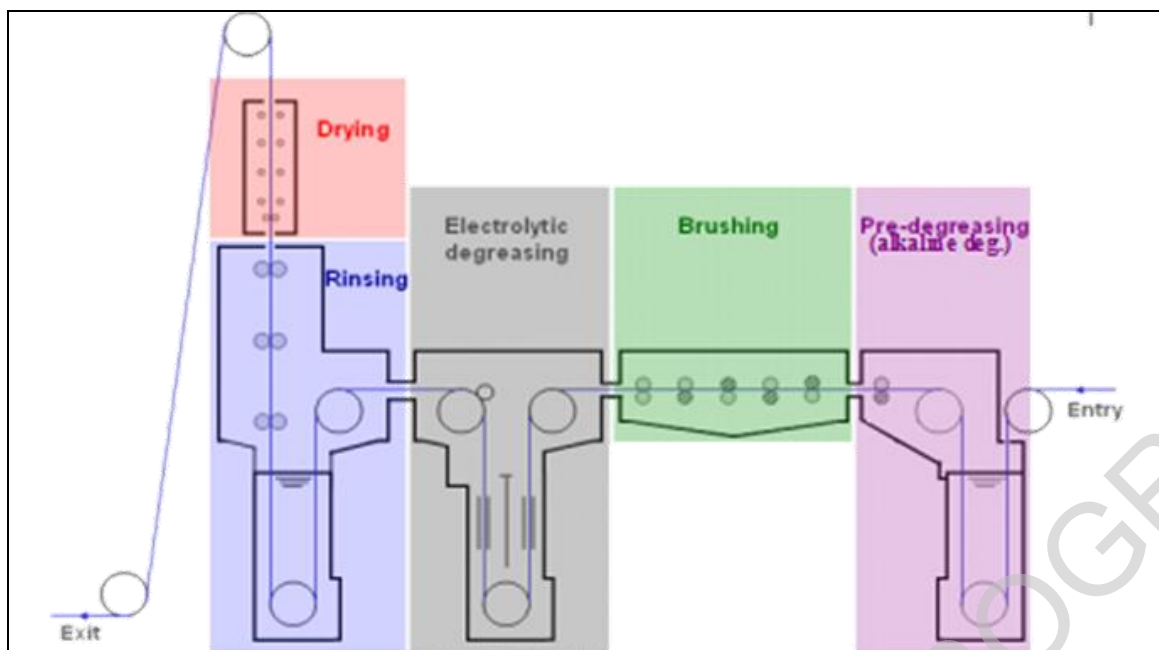 Drying
Electrolytic
degreasing
Brushing
Pre-degreasing
(alkaline deg.)
Rinsing
Entry
Exit